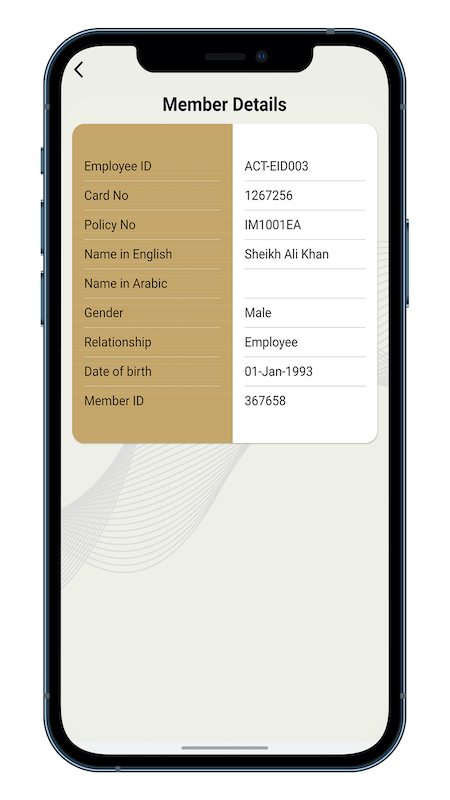 Member Details
Employee ID ACT-EID003
Card No 1267256
Policy No IM1001EA
Name in English Sheikh Ali Khan
Name in Arabic
Gender Male
Relationship Employee
Date of birth 01-Jan-1993
Member ID 367658